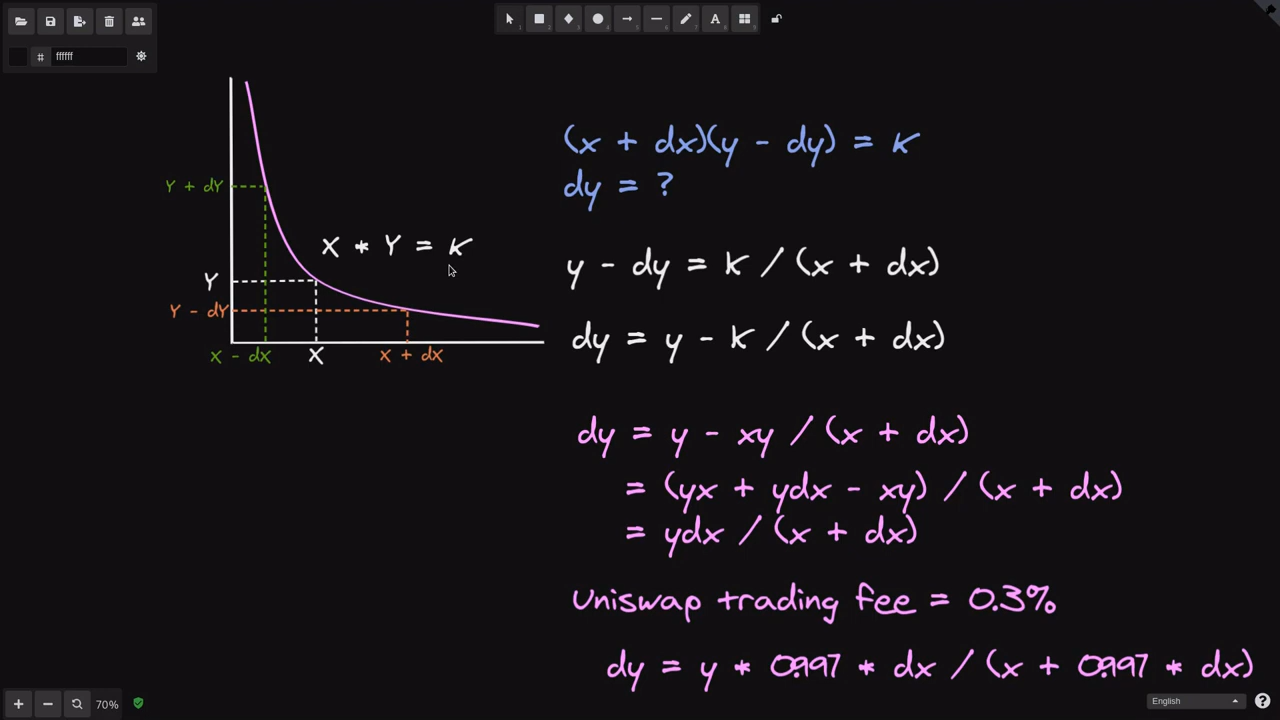 ffffff
(x + dx)(y - dy) = K
dy = ?
Y + dY
X * Y = K
y - dy = K / (x + dx)
Y
Y - dY
dy = y - K / (x + dx)
X - dX
X
X + dX
dy = y - xy / (x + dx)
= (yx + ydx - xy) / (x + dx)
= ydx / (x + dx)
Uniswap trading fee = 0.3%
dy = y * 0.997 * dx / (x + 0.997 * dx)
70%
English